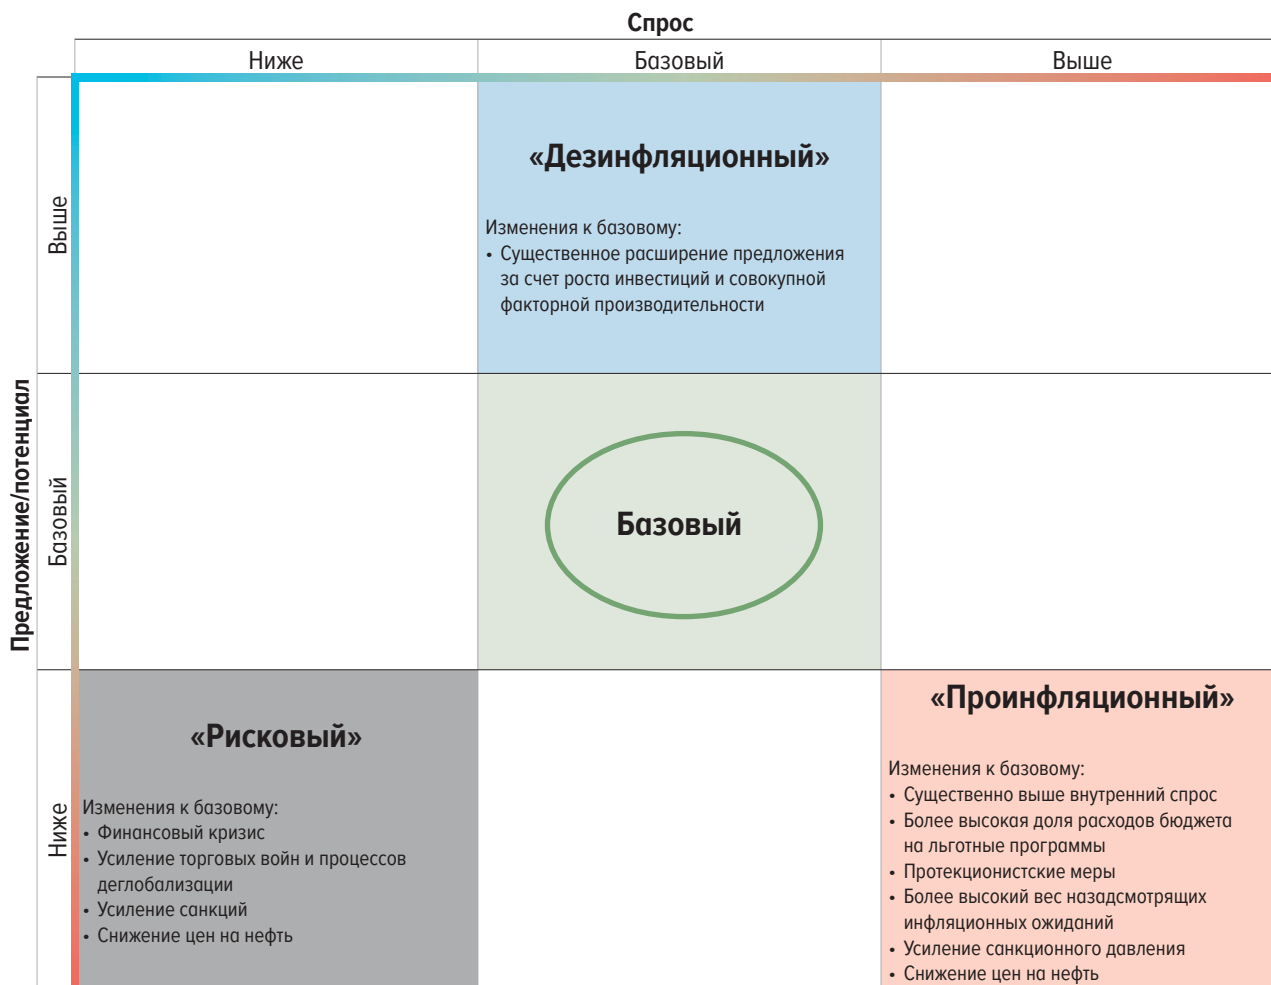 Спрос
Ниже
Базовый
Выше
Предложение/потенциал
Выше
«Дезинфляционный»
Изменения к базовому:
• Существенное расширение предложения
за счет роста инвестиций и совокупной
факторной производительности
Базовый
Базовый
Ниже
«Рисковый»
Изменения к базовому:
• Финансовый кризис
• Усиление торговых войн и процессов
деглобализации
• Усиление санкций
• Снижение цен на нефть
«Проинфляционный»
Изменения к базовому:
• Существенно выше внутренний спрос
• Более высокая доля расходов бюджета
на льготные программы
• Протекционистские меры
• Более высокий вес назадсмотрящих
инфляционных ожиданий
• Усиление санкционного давления
• Снижение цен на нефть